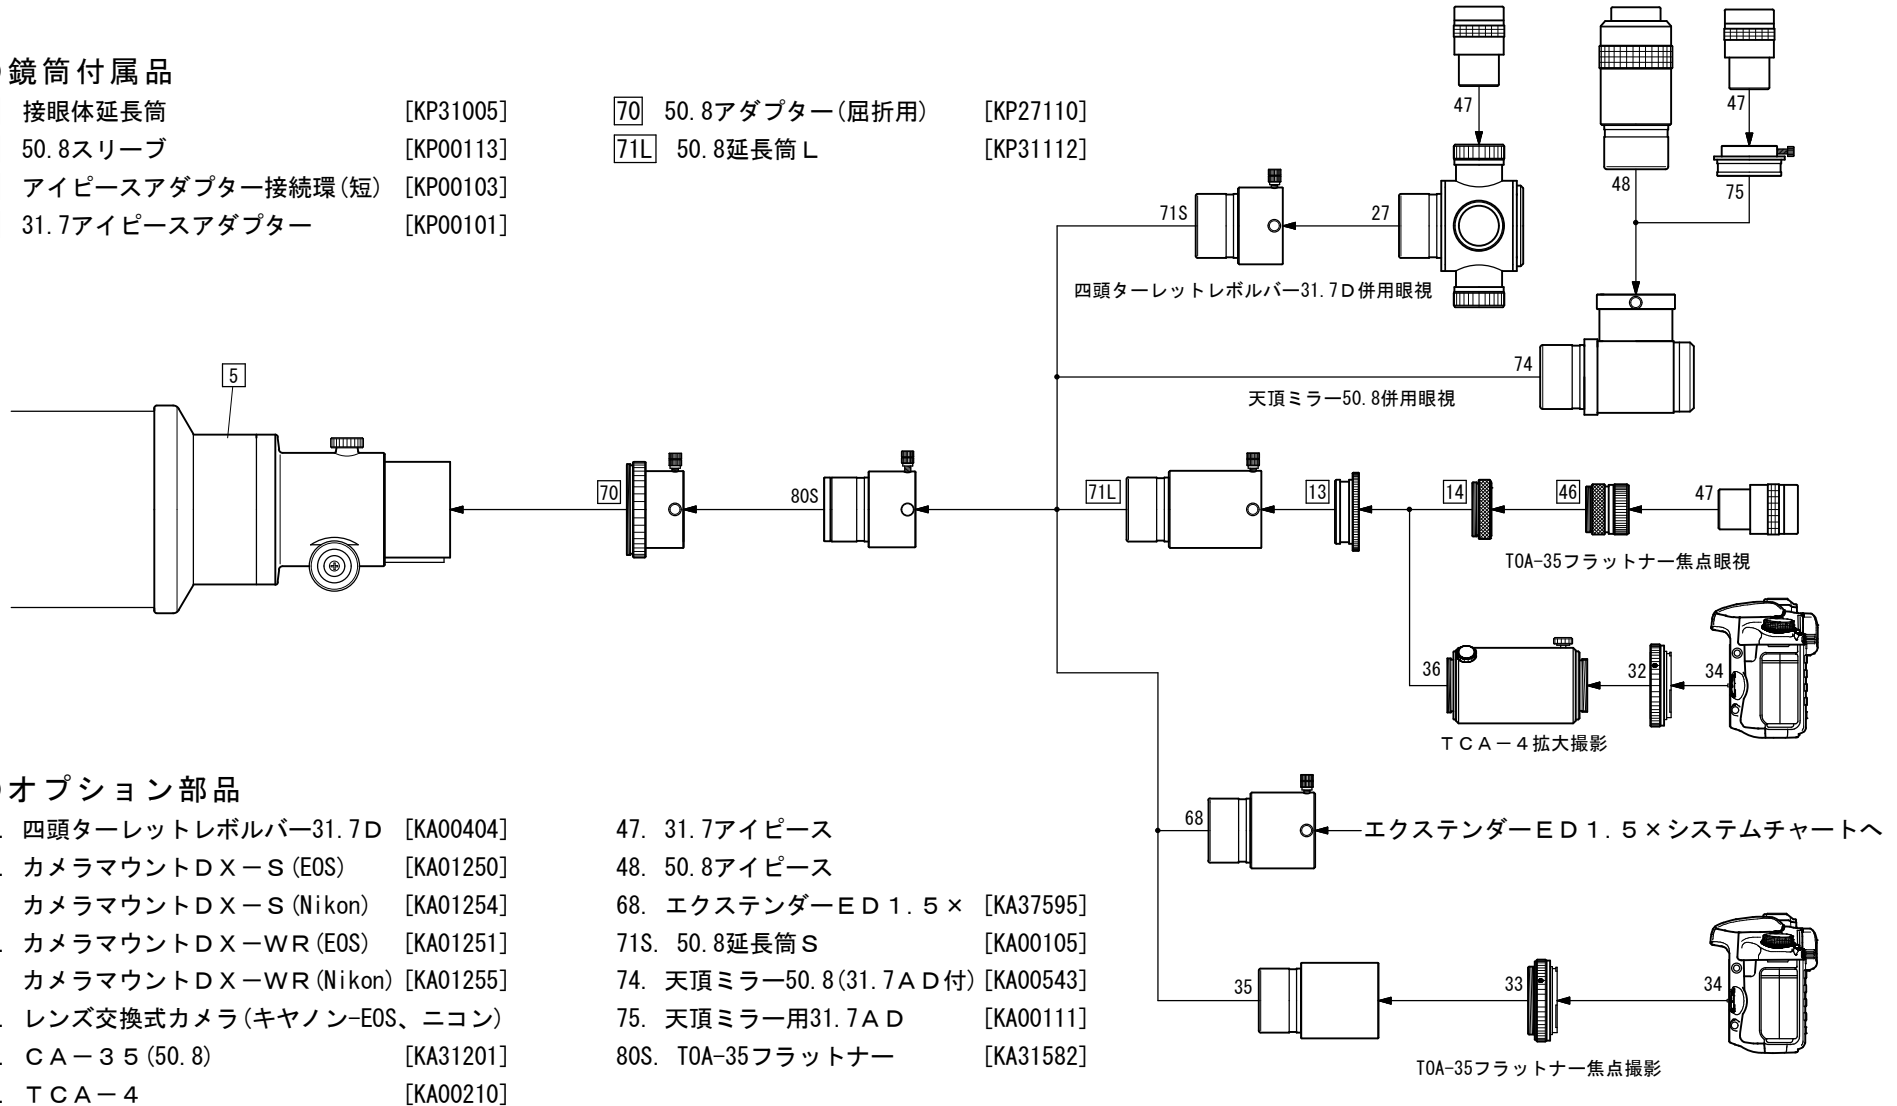 鏡筒付属品
接眼体延長筒 [KP31005]
50.8スリーブ [KP00113]
アイピースアダプター接続環(短) [KP00103]
31.7アイピースアダプター [KP00101]
70 50.8アダプター(屈折用) [KP27110]
71L 50.8延長筒L [KP31112]
47
48
47
75
71S
27
四頭ターレットレボルバー31.7D併用眼視
74
天頂ミラー50.8併用眼視
5
70
80S
71L
13
14
46
47
TOA-35フラットナー焦点眼視
36
32
34
TCA-4拡大撮影
68
エクステンダーED1.5×システムチャートへ
35
33
34
TOA-35フラットナー焦点撮影
オプション部品
. 四頭ターレットレボルバー31.7D [KA00404]
. カメラマウントDX-S(EOS) [KA01250]
カメラマウントDX-S(Nikon) [KA01254]
. カメラマウントDX-WR(EOS) [KA01251]
カメラマウントDX-WR(Nikon) [KA01255]
. レンズ交換式カメラ(キヤノン-EOS、ニコン)
. CA-35(50.8) [KA31201]
. TCA-4 [KA00210]
47. 31.7アイピース
48. 50.8アイピース
68. エクステンダーED1.5× [KA37595]
71S. 50.8延長筒S [KA00105]
74. 天頂ミラー50.8(31.7AD付) [KA00543]
75. 天頂ミラー用31.7AD [KA00111]
80S. TOA-35フラットナー [KA31582]